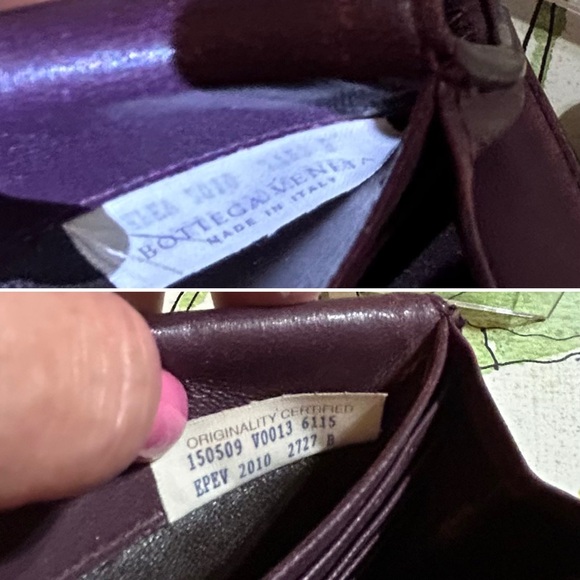 BOTTEGA VENETA
MADE IN ITALY
ORIGINALITY CERTIFIED
150509 V0013 6115
EPEV 2010 2727 B